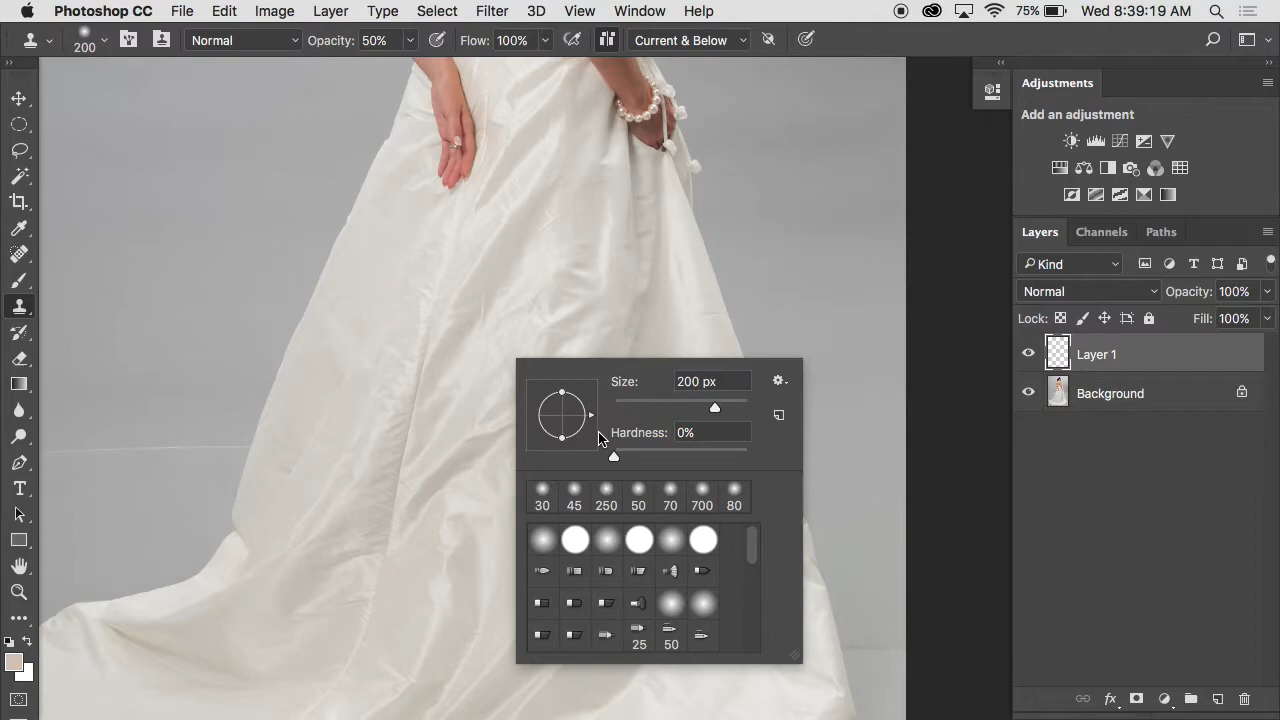 Photoshop CC File Edit Image Layer Type Select Filter 3D View Window Help 75% Wed 8:39:19 AM
200 Normal Opacity: 50% Flow: 100% Current & Below
Adjustments
Add an adjustment
Layers Channels Paths
Kind
Normal Opacity: 100%
Lock: Fill: 100%
Layer 1
Background
Size: 200 px
Hardness: 0%
30 45 250 50 70 700 80
25 50